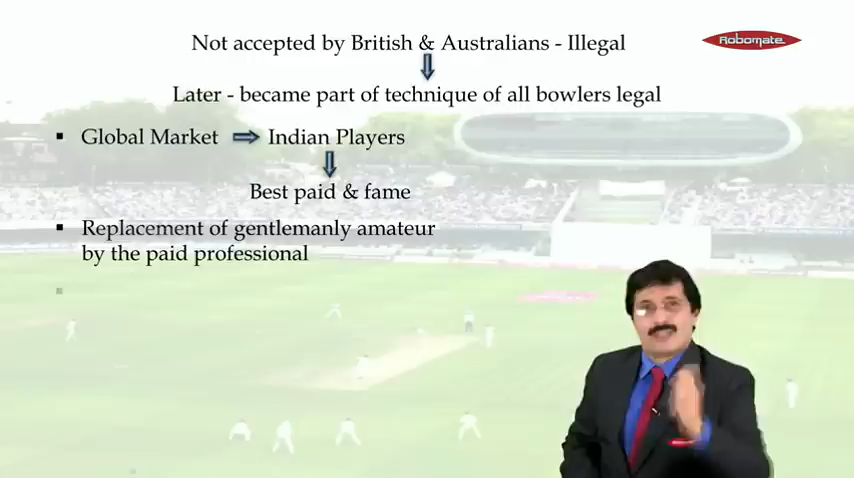 Not accepted by British & Australians - Illegal
Robomate
Later - became part of technique of all bowlers legal
Global Market Indian Players
Best paid & fame
Replacement of gentlemanly amateur
by the paid professional